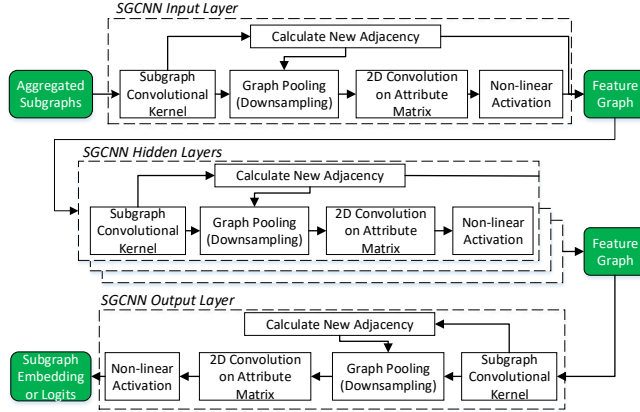 SGCNN Input Layer
Calculate New Adjacency
Aggregated
Subgraphs
Subgraph
Convolutional
Kernel
Graph Pooling
(Downsampling)
2D Convolution
on Attribute
Matrix
Non-linear
Activation
Feature
Graph
SGCNN Hidden Layers
Calculate New Adjacency
Subgraph
Convolutional
Kernel
Graph Pooling
(Downsampling)
2D Convolution
on Attribute
Matrix
Non-linear
Activation
Feature
Graph
SGCNN Output Layer
Calculate New Adjacency
Subgraph
Embedding
or Logits
Non-linear
Activation
2D Convolution
on Attribute
Matrix
Graph Pooling
(Downsampling)
Subgraph
Convolutional
Kernel